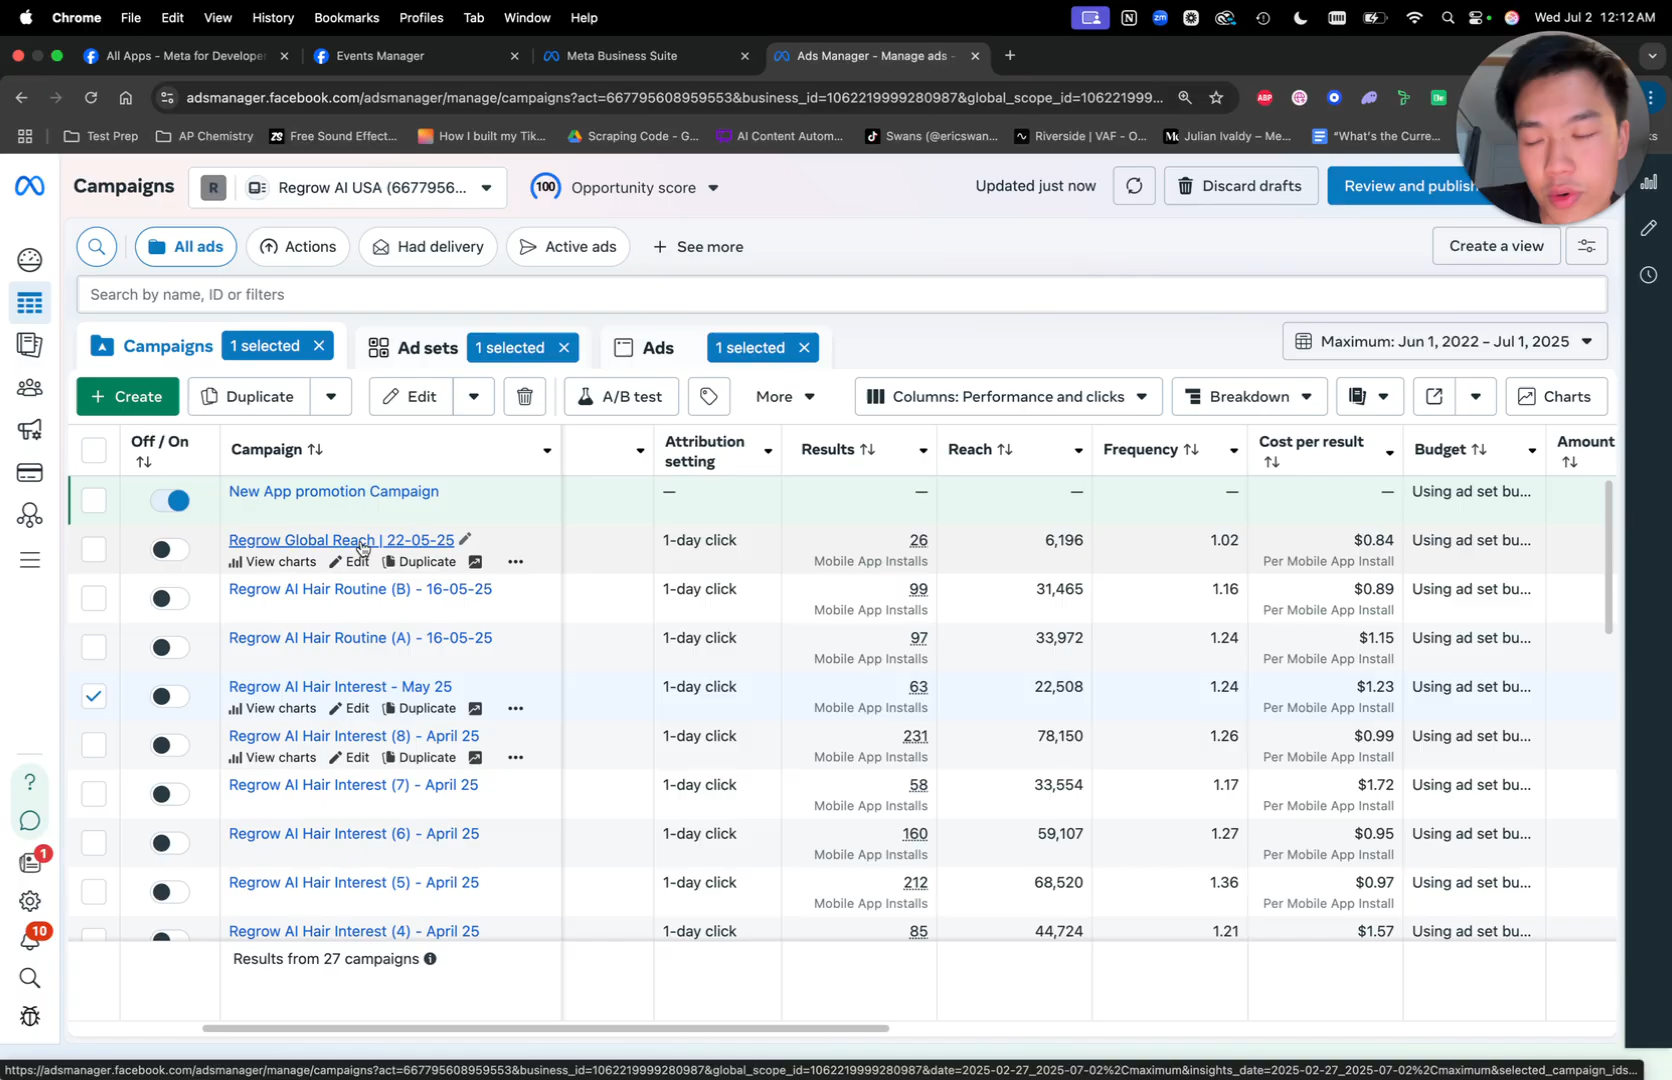 Chrome File Edit View History Bookmarks Profiles Tab Window Help Wed Jul 2 12:12 AM
All Apps - Meta for Developer Events Manager Meta Business Suite Ads Manager - Manage ads -
adsmanager.facebook.com/adsmanager/manage/campaigns?act=667795608959553&business_id=1062219999280987&global_scope_id=10622199...
Test Prep AP Chemistry Free Sound Effect... How I built my Tik... Scraping Code - G... AI Content Autom... Swans (@ericswan... Riverside | VAF - O... Julian Ivaldy – Me... "What's the Curre...
Campaigns R Regrow AI USA (6677956... 100 Opportunity score Updated just now Discard drafts Review and publish
All ads Actions Had delivery Active ads See more Create a view
Search by name, ID or filters
Campaigns 1 selected Ad sets 1 selected Ads 1 selected Maximum: Jun 1, 2022 – Jul 1, 2025
+ Create Duplicate Edit A/B test More Columns: Performance and clicks Breakdown Charts
Off / On Campaign Attribution setting Results Reach Frequency Cost per result Budget Amount
New App promotion Campaign — — — — — Using ad set bu...
Regrow Global Reach | 22-05-25 1-day click 26 6,196 1.02 $0.84 Using ad set bu...
View charts Edit Duplicate Mobile App Installs Per Mobile App Install
Regrow AI Hair Routine (B) - 16-05-25 1-day click 99 31,465 1.16 $0.89 Using ad set bu...
Mobile App Installs Per Mobile App Install
Regrow AI Hair Routine (A) - 16-05-25 1-day click 97 33,972 1.24 $1.15 Using ad set bu...
Mobile App Installs Per Mobile App Install
Regrow AI Hair Interest - May 25 1-day click 63 22,508 1.24 $1.23 Using ad set bu...
View charts Edit Duplicate Mobile App Installs Per Mobile App Install
Regrow AI Hair Interest (8) - April 25 1-day click 231 78,150 1.26 $0.99 Using ad set bu...
View charts Edit Duplicate Mobile App Installs Per Mobile App Install
Regrow AI Hair Interest (7) - April 25 1-day click 58 33,554 1.17 $1.72 Using ad set bu...
Mobile App Installs Per Mobile App Install
Regrow AI Hair Interest (6) - April 25 1-day click 160 59,107 1.27 $0.95 Using ad set bu...
Mobile App Installs Per Mobile App Install
Regrow AI Hair Interest (5) - April 25 1-day click 212 68,520 1.36 $0.97 Using ad set bu...
1 Mobile App Installs Per Mobile App Install
Regrow AI Hair Interest (4) - April 25 1-day click 85 44,724 1.21 $1.57 Using ad set bu...
10
Results from 27 campaigns
https://adsmanager.facebook.com/adsmanager/manage/campaigns?act=667795608959553&business_id=1062219999280987&global_scope_id=1062219999280987&date=2025-02-27_2025-07-02%2Cmaximum&insights_date=2025-02-27_2025-07-02%2Cmaximum&selected_campaign_ids...